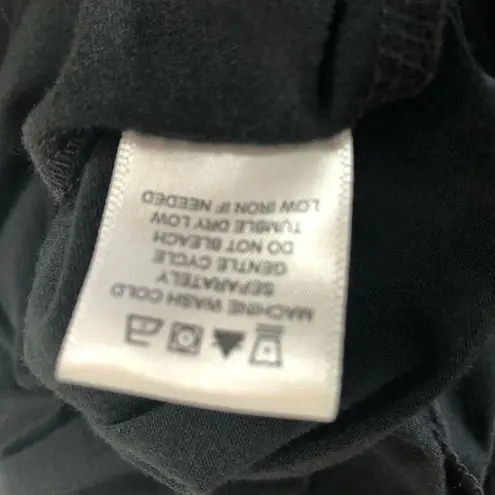 MACHINE WASH COLD
SEPARATELY
GENTLE CYCLE
DO NOT BLEACH
TUMBLE DRY LOW
LOW IRON IF NEEDED